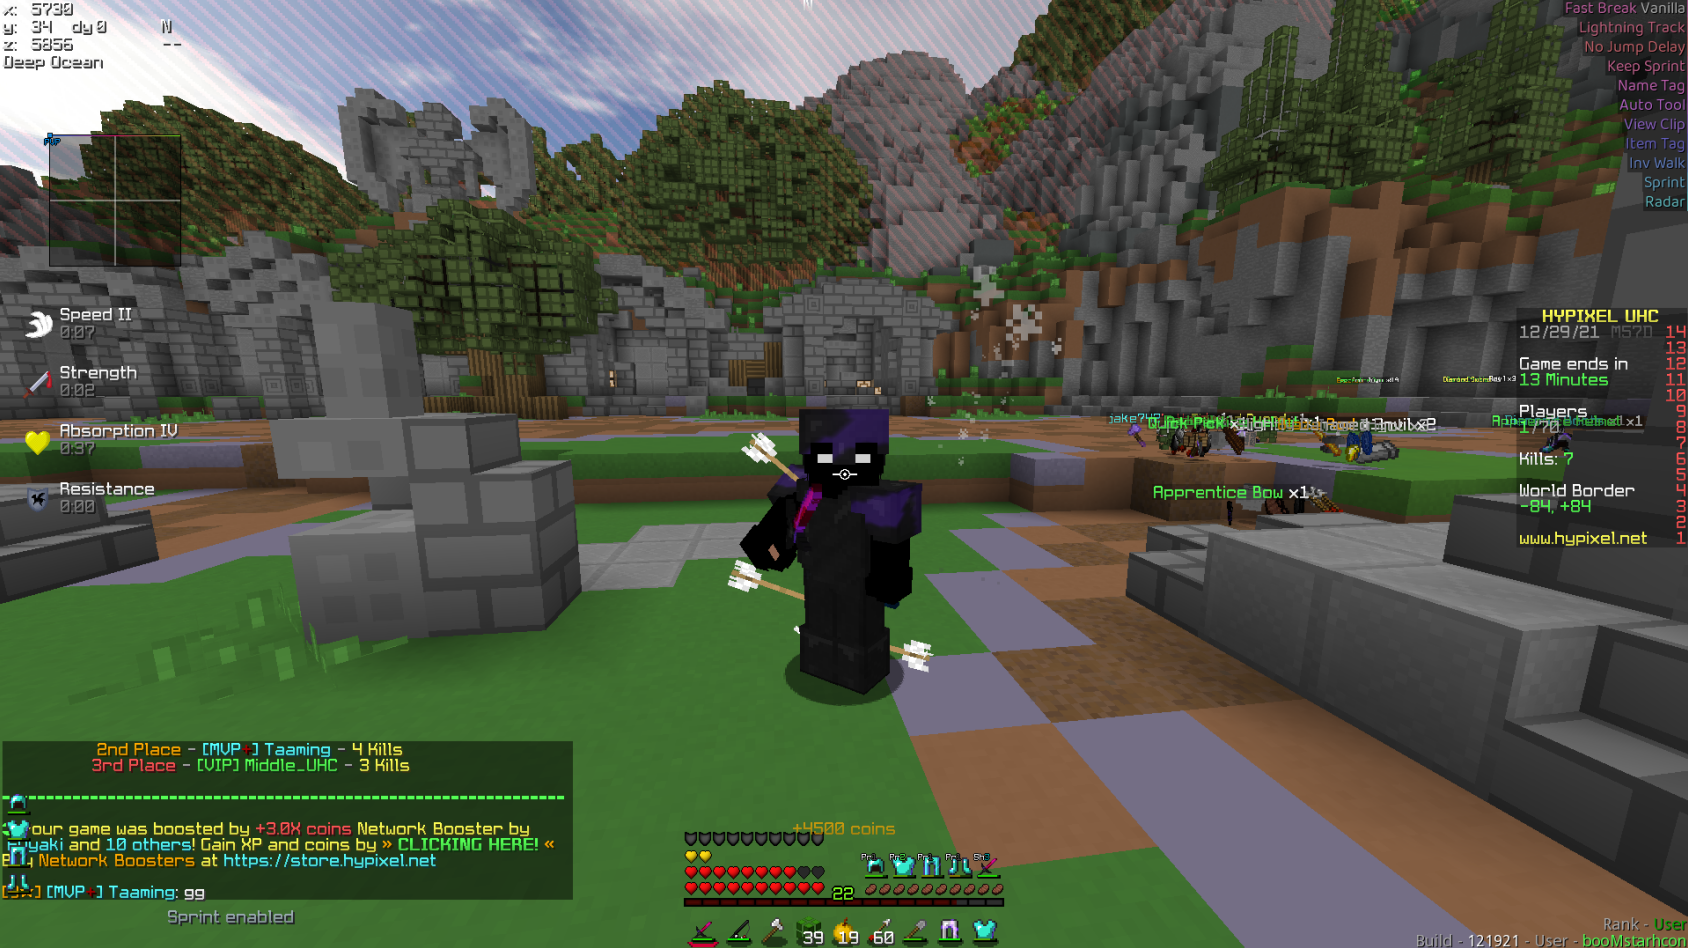 x: 5730
y: 34 dy 0 N
z: 5856 --
Deep Ocean
N
Fast Break Vanilla
Lightning Track
No Jump Delay
Keep Sprint
Name Tag
Auto Tool
View Clip
Item Tag
Inv Walk
Sprint
Radar
Speed II
0:07
Strength
0:02
Absorption IV
0:37
Resistance
0:00
HYPIXEL UHC
12/29/21 M57D 14
13
Game ends in 12
13 Minutes 11
10
Players 9
1/70 8
7
Kills: 7 6
5
World Border 4
-84, +84 3
2
www.hypixel.net 1
Quick Pick
Apprentice Bow x1
2nd Place - [MVP+] Taaming - 4 Kills
3rd Place - [VIP] Middle_UHC - 3 Kills
our game was boosted by +3.0X coins Network Booster by
and 10 others! Gain XP and coins by » CLICKING HERE! «
Network Boosters at https://store.hypixel.net
[MVP+] Taaming: gg
Sprint enabled
+4500 coins
22
39 19 60
Rank - User
Build - 121921 - User - booMstarhcon